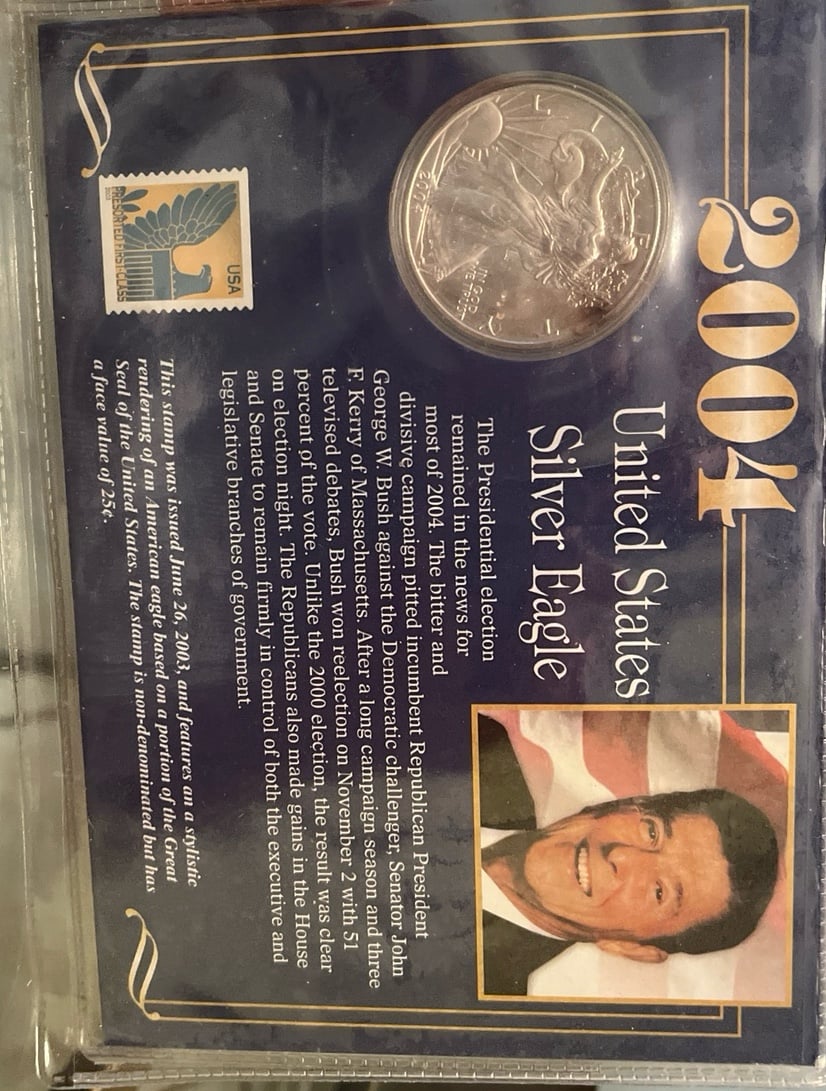 2004
United States
Silver Eagle
The Presidential election
remained in the news for
most of 2004. The bitter and
divisive campaign pitted incumbent Republican President
George W. Bush against the Democratic challenger, Senator John
F. Kerry of Massachusetts. After a long campaign season and three
televised debates, Bush won reelection on November 2 with 51
percent of the vote. Unlike the 2000 election, the result was clear
on election night. The Republicans also made gains in the House
and Senate to remain firmly in control of both the executive and
legislative branches of government.
USA
PRESORTED FIRST-CLASS
2003
This stamp was issued June 26, 2003, and features an a stylistic
rendering of an American eagle based on a portion of the Great
Seal of the United States. The stamp is non-denominated but has
a face value of 25¢.
L I B E R T Y
IN GOD
WE TRUST
2004